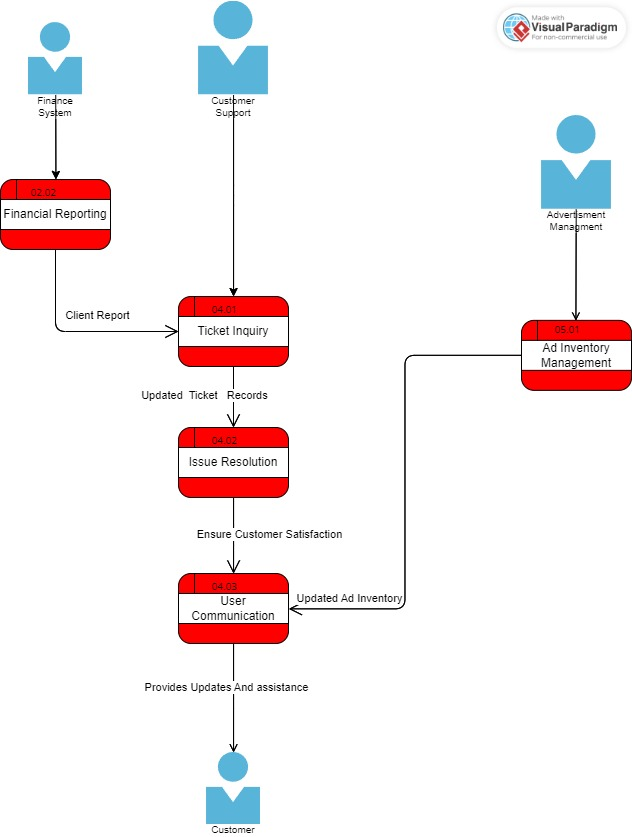 Made with
VisualParadigm
For non-commercial use
Finance
System
Customer
Support
Advertisment
Managment
02.02
Financial Reporting
Client Report
04.01
Ticket Inquiry
05.01
Ad Inventory
Management
Updated Ticket Records
04.02
Issue Resolution
Ensure Customer Satisfaction
04.03
User
Communication
Updated Ad Inventory
Provides Updates And assistance
Customer